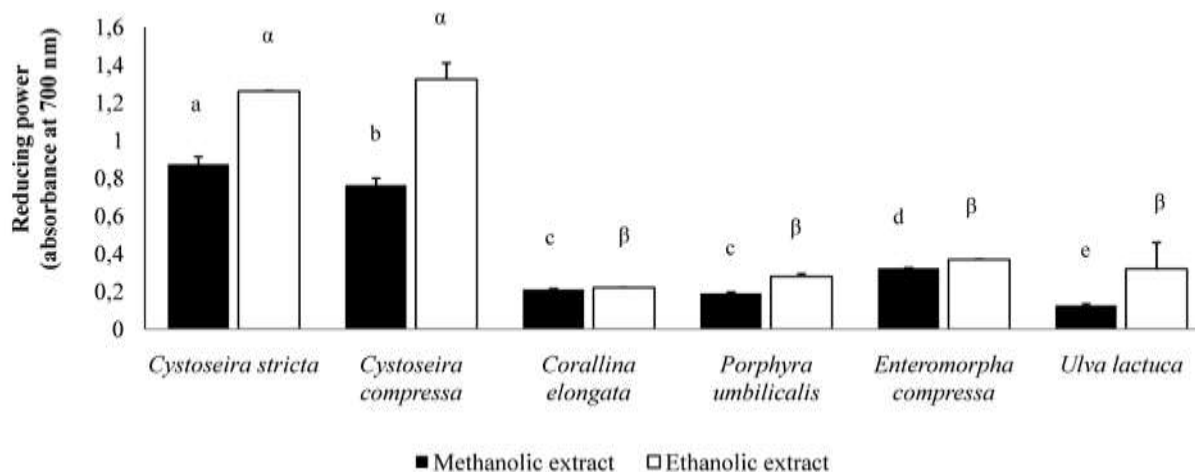 Reducing power
(absorbance at 700 nm)
1,6
1,4
1,2
1
0,8
0,6
0,4
0,2
0
a
α
b
α
c
β
c
β
d
β
e
β
Cystoseira stricta
Cystoseira
compressa
Corallina
elongata
Porphyra
umbilicalis
Enteromorpha
compressa
Ulva lactuca
Methanolic extract
Ethanolic extract